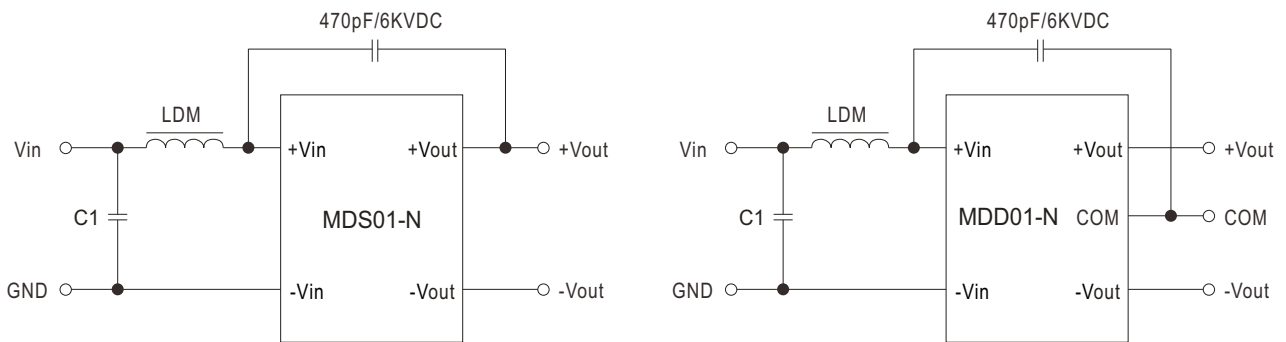 470pF/6KVDC
LDM
Vin
+Vin
+Vout
+Vout
C1
MDS01-N
GND
-Vin
-Vout
-Vout
470pF/6KVDC
LDM
Vin
+Vin
+Vout
+Vout
C1
MDD01-N
COM
COM
GND
-Vin
-Vout
-Vout